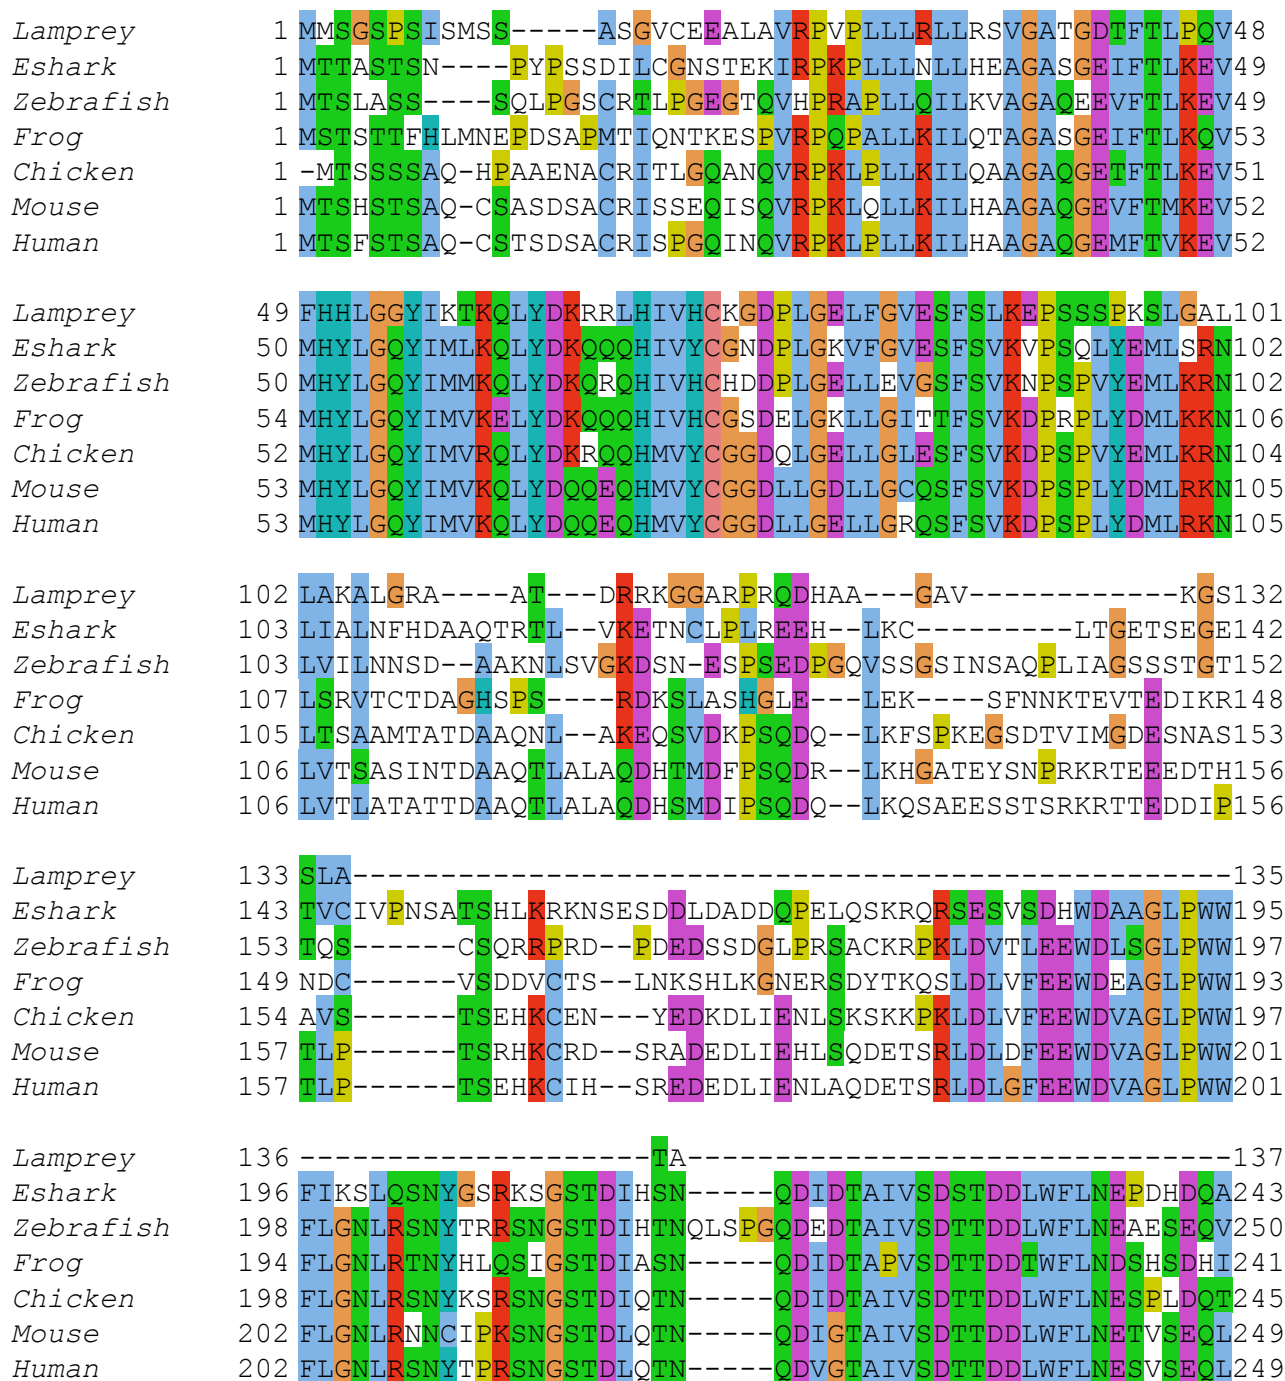 Lamprey 1 MMSGSPSISMSS-----ASGVCEEALAVRPVPLLLRLLRSVGATGDTFTLPQV48
Eshark 1 MTTASTSN----PYPSSDILCGNSTEKIRPKPLLLNLLHEAGASGEIFTLKEV49
Zebrafish 1 MTSLASS----SQLPGSCRTLPGEGTQVHPRAPLLQILKVAGAQEEVFTLKEV49
Frog 1 MSTSTTFHLMNEPDSAPMTIQNTKESPVRPQPALLKILQTAGASGEIFTLKQV53
Chicken 1 -MTSSSSAQ-HPAAENACRITLGQANQVRPKLPLLKILQAAGAQGETFTLKEV51
Mouse 1 MTSHSTSAQ-CSASDSACRISSEQISQVRPKLQLLKILHAAGAQGEVFTMKEV52
Human 1 MTSFSTSAQ-CSTSDSACRISPGQINQVRPKLPLLKILHAAGAQGEMFTVKEV52
Lamprey 49 FHHLGGYIKTKQLYDKRRLHIVHCKGDPLGELFGVESFSLKEPSSSPKSLGAL101
Eshark 50 MHYLGQYIMLKQLYDKQQQHIVYCGNDPLGKVFGVESFSVKVPSQLYEMLSRN102
Zebrafish 50 MHYLGQYIMMKQLYDKQRQHIVHCHDDPLGELLEVGSFSVKNPSPVYEMLKRN102
Frog 54 MHYLGQYIMVKELYDKQQQHIVHCGSDELGKLLGITTFSVKDPRPLYDMLKKN106
Chicken 52 MHYLGQYIMVRQLYDKRQQHMVYCGGDQLGELLGLESFSVKDPSPVYEMLKRN104
Mouse 53 MHYLGQYIMVKQLYDQQEQHMVYCGGDLLGDLLGCQSFSVKDPSPLYDMLRKN105
Human 53 MHYLGQYIMVKQLYDQQEQHMVYCGGDLLGELLGRQSFSVKDPSPLYDMLRKN105
Lamprey 102 LAKALGRA----AT---DRRKGGARPRQDHAA---GAV------------KGS132
Eshark 103 LIALNFHDAAQTRTL--VKETNCLPLREEH--LKC---------LTGETSEGE142
Zebrafish 103 LVILNNSD--AAKNLSVGKDSN-ESPSEDPGQVSSGSINSAQPLIAGSSSTGT152
Frog 107 LSRVTCTDAGHSPS----RDKSLASHGLE---LEK----SFNNKTEVTEDIKR148
Chicken 105 LTSAAMTATDAAQNL--AKEQSVDKPSQDQ--LKFSPKEGSDTVIMGDESNAS153
Mouse 106 LVTSASINTDAAQTLALAQDHTMDFPSQDR--LKHGATEYSNPRKRTEEEDTH156
Human 106 LVTLATATTDAAQTLALAQDHSMDIPSQDQ--LKQSAEESSTSRKRTTEDDIP156
Lamprey 133 SLA--------------------------------------------------135
Eshark 143 TVCIVPNSATSHLKRKNSESDDLDADDQPELQSKRQRSESVSDHWDAAGLPWW195
Zebrafish 153 TQS------CSQRRPRD--PDEDSSDGLPRSACKRPKLDVTLEEWDLSGLPWW197
Frog 149 NDC------VSDDVCTS--LNKSHLKGNERSDYTKQSLDLVFEEWDEAGLPWW193
Chicken 154 AVS------TSEHKCEN---YEDKDLIENLSKSKKPKLDLVFEEWDVAGLPWW197
Mouse 157 TLP------TSRHKCRD--SRADEDLIEHLSQDETSRLDLDFEEWDVAGLPWW201
Human 157 TLP------TSEHKCIH--SREDEDLIENLAQDETSRLDLGFEEWDVAGLPWW201
Lamprey 136 --------------------TA-------------------------------137
Eshark 196 FIKSLQSNYGSRKSGSTDIHSN-----QDIDTAIVSDSTDDLWFLNEPDHDQA243
Zebrafish 198 FLGNLRSNYTRRSNGSTDIHTNQLSPGQDEDTAIVSDTTDDLWFLNEAESEQV250
Frog 194 FLGNLRTNYHLQSIGSTDIASN-----QDIDTAPVSDTTDDTWFLNDSHSDHI241
Chicken 198 FLGNLRSNYKSRSNGSTDIQTN-----QDIDTAIVSDTTDDLWFLNESPLDQT245
Mouse 202 FLGNLRNNCIPKSNGSTDLQTN-----QDIGTAIVSDTTDDLWFLNETVSEQL249
Human 202 FLGNLRSNYTPRSNGSTDLQTN-----QDVGTAIVSDTTDDLWFLNESVSEQL249